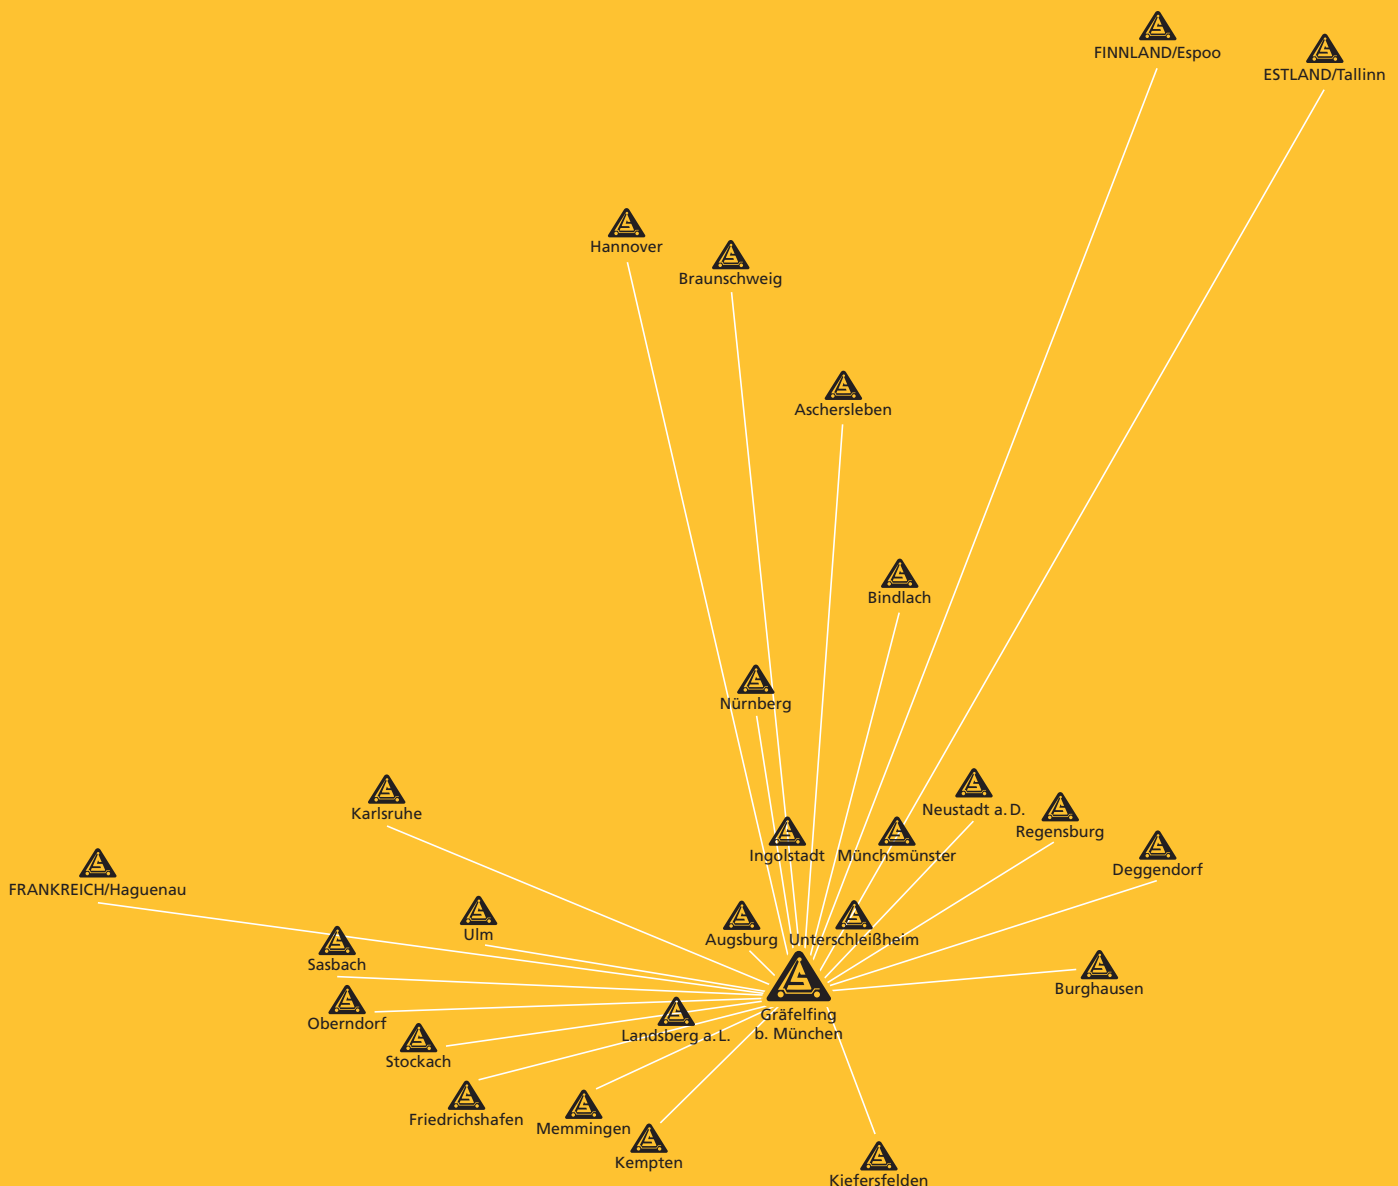 FINNLAND/Espoo
ESTLAND/Tallinn
Hannover
Braunschweig
Aschersleben
Bindlach
Nürnberg
Karlsruhe
Neustadt a. D.
Regensburg
Ingolstadt
Münchsmünster
Deggendorf
FRANKREICH/Haguenau
Ulm
Augsburg
Unterschleißheim
Sasbach
Burghausen
Oberndorf
Gräfelfing
b. München
Landsberg a. L.
Stockach
Friedrichshafen
Memmingen
Kempten
Kiefersfelden